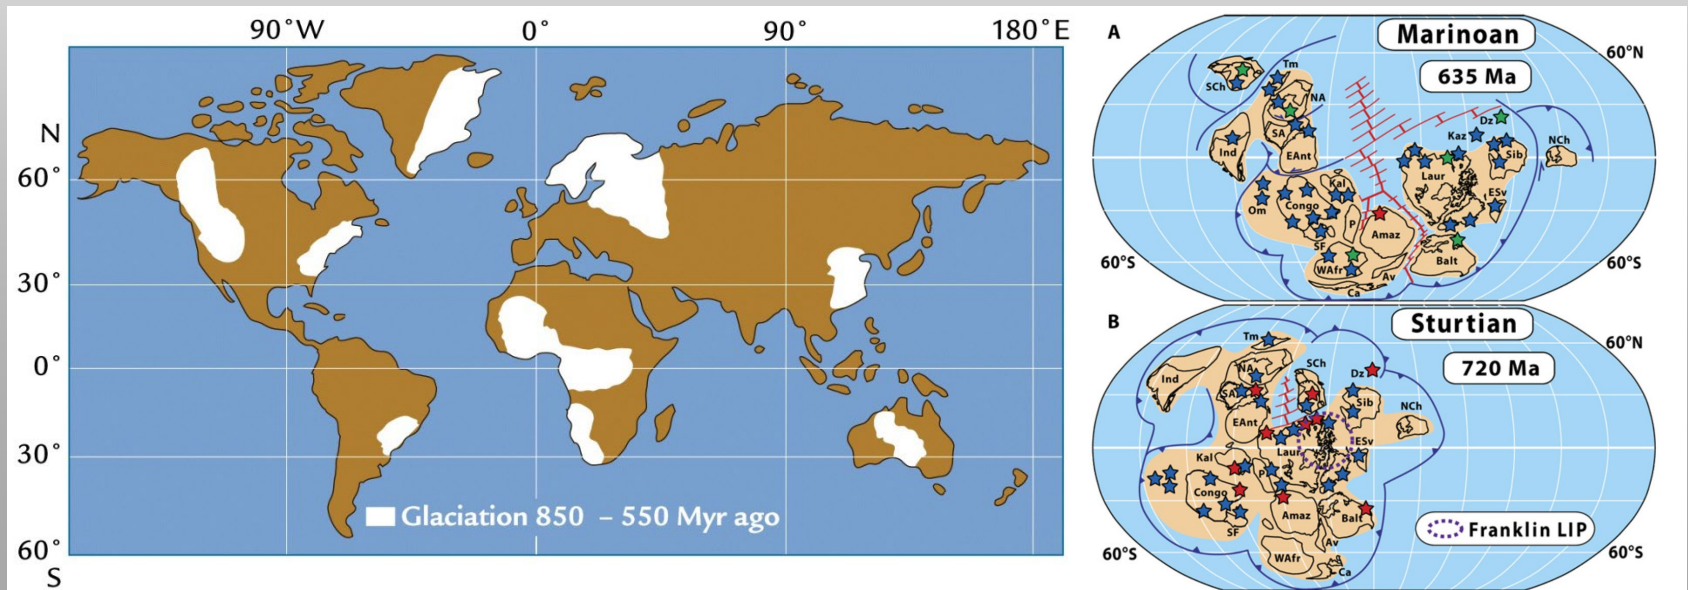 90°W 0° 90° 180°E
N
60°
30°
0°
30°
60°
S
Glaciation 850 – 550 Myr ago
A
Marinoan
635 Ma
60°N
Tm
SCh
NA
SA
Ind
EAnt
Dz
Kaz
NCh
Sib
Laur
ESv
Kal
Om
Congo
P
Amaz
SF
Balt
WAfr
Av
Ca
60°S 60°S
B
Sturtian
720 Ma
60°N
Tm
SCh
Ind
NA
Dz
SA
Sib
NCh
EAnt
ESv
Laur
Kal
P
Congo
Amaz
Balt
SF
Av
WAfr
Ca
Franklin LIP
60°S 60°S